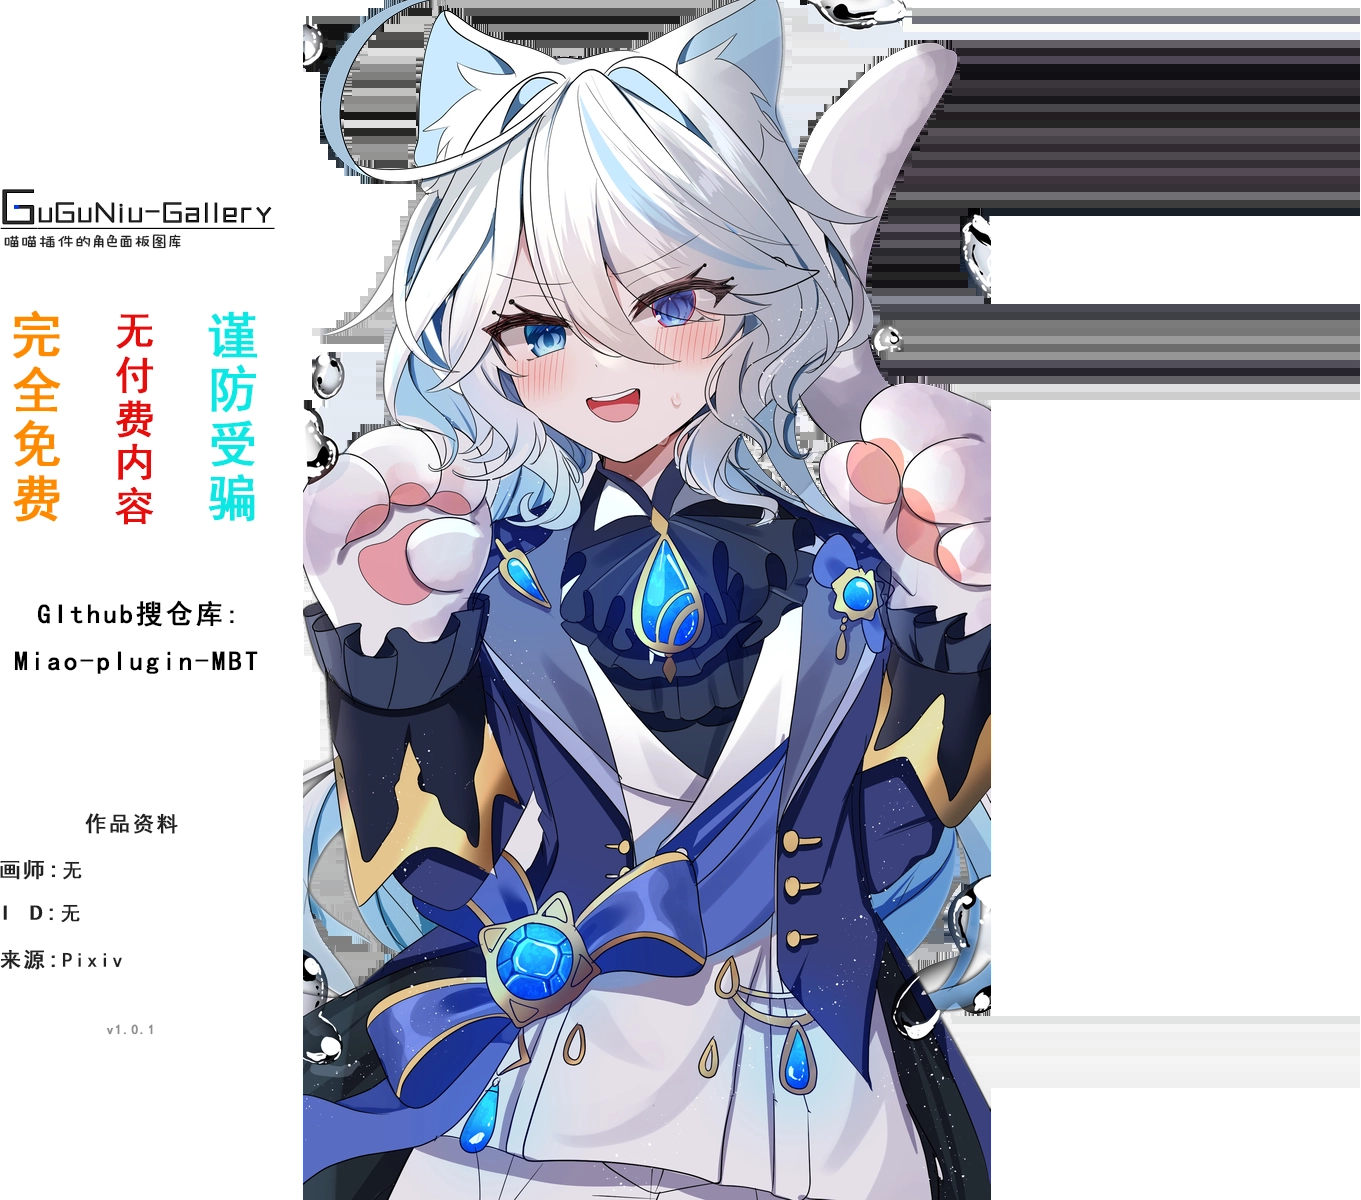 GuGuNiu-Gallery
喵喵插件的角色面板图库
完全免费
无付费内容
谨防受骗
GIthub搜仓库:
Miao-plugin-MBT
作品资料
画师:无
I D:无
来源:Pixiv
v1.0.1